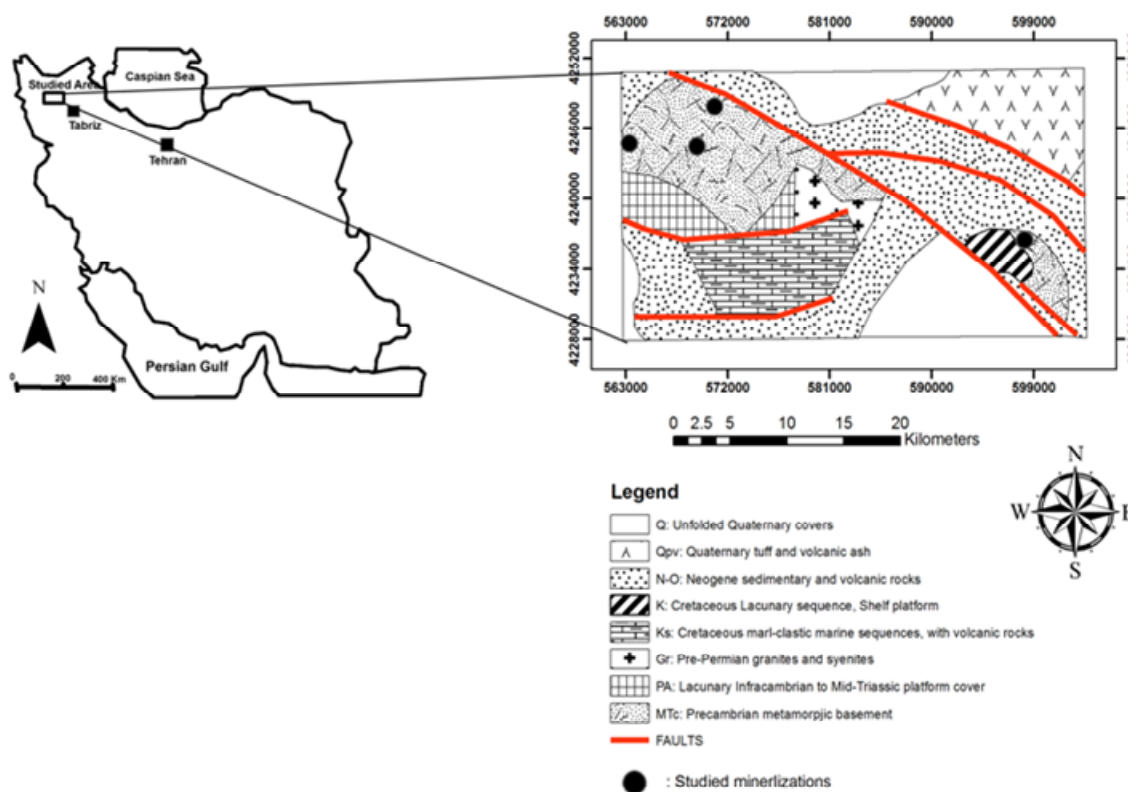 Studied Area
Caspian Sea
Tabriz
Tehran
N
Persian Gulf
0 200 400 Km
563000 572000 581000 590000 599000
4252000
4246000
4240000
4234000
4228000
563000 572000 581000 590000 599000
0 2.5 5 10 15 20
Kilometers
N
W E
S
Legend
Q: Unfolded Quaternary covers
Qpv: Quaternary tuff and volcanic ash
N-O: Neogene sedimentary and volcanic rocks
K: Cretaceous Lacunary sequence, Shelf platform
Ks: Cretaceous marl-clastic marine sequences, with volcanic rocks
Gr: Pre-Permian granites and syenites
PA: Lacunary Infracambrian to Mid-Triassic platform cover
MTc: Precambrian metamorpjic basement
FAULTS
: Studied minerlizations